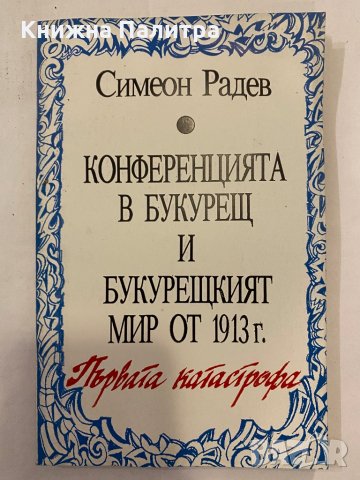 Книжна Палитра
Симеон Радев
КОНФЕРЕНЦИЯТА
В БУКУРЕЩ
И
БУКУРЕЩКИЯТ
МИР ОТ 1913 г.
Първата катастрофа